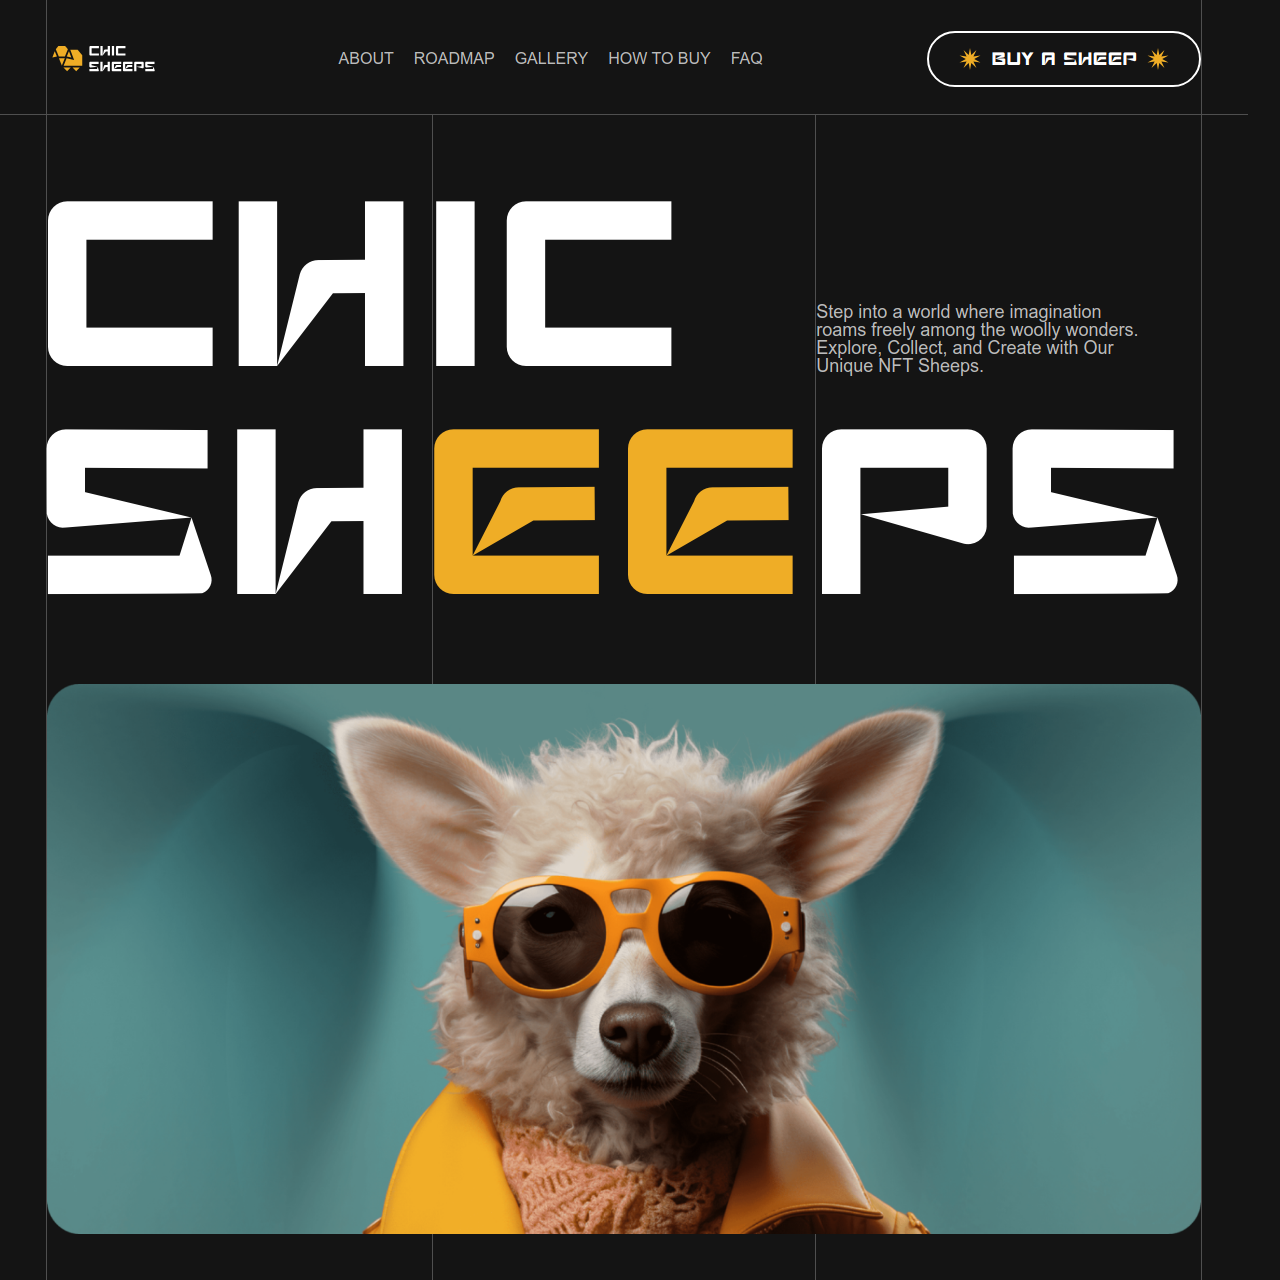 CHIC
SHEEPS
ABOUT ROADMAP GALLERY HOW TO BUY FAQ
BUY A SHEEP
CHIC
Step into a world where imagination
roams freely among the woolly wonders.
Explore, Collect, and Create with Our
Unique NFT Sheeps.
SHEEPS